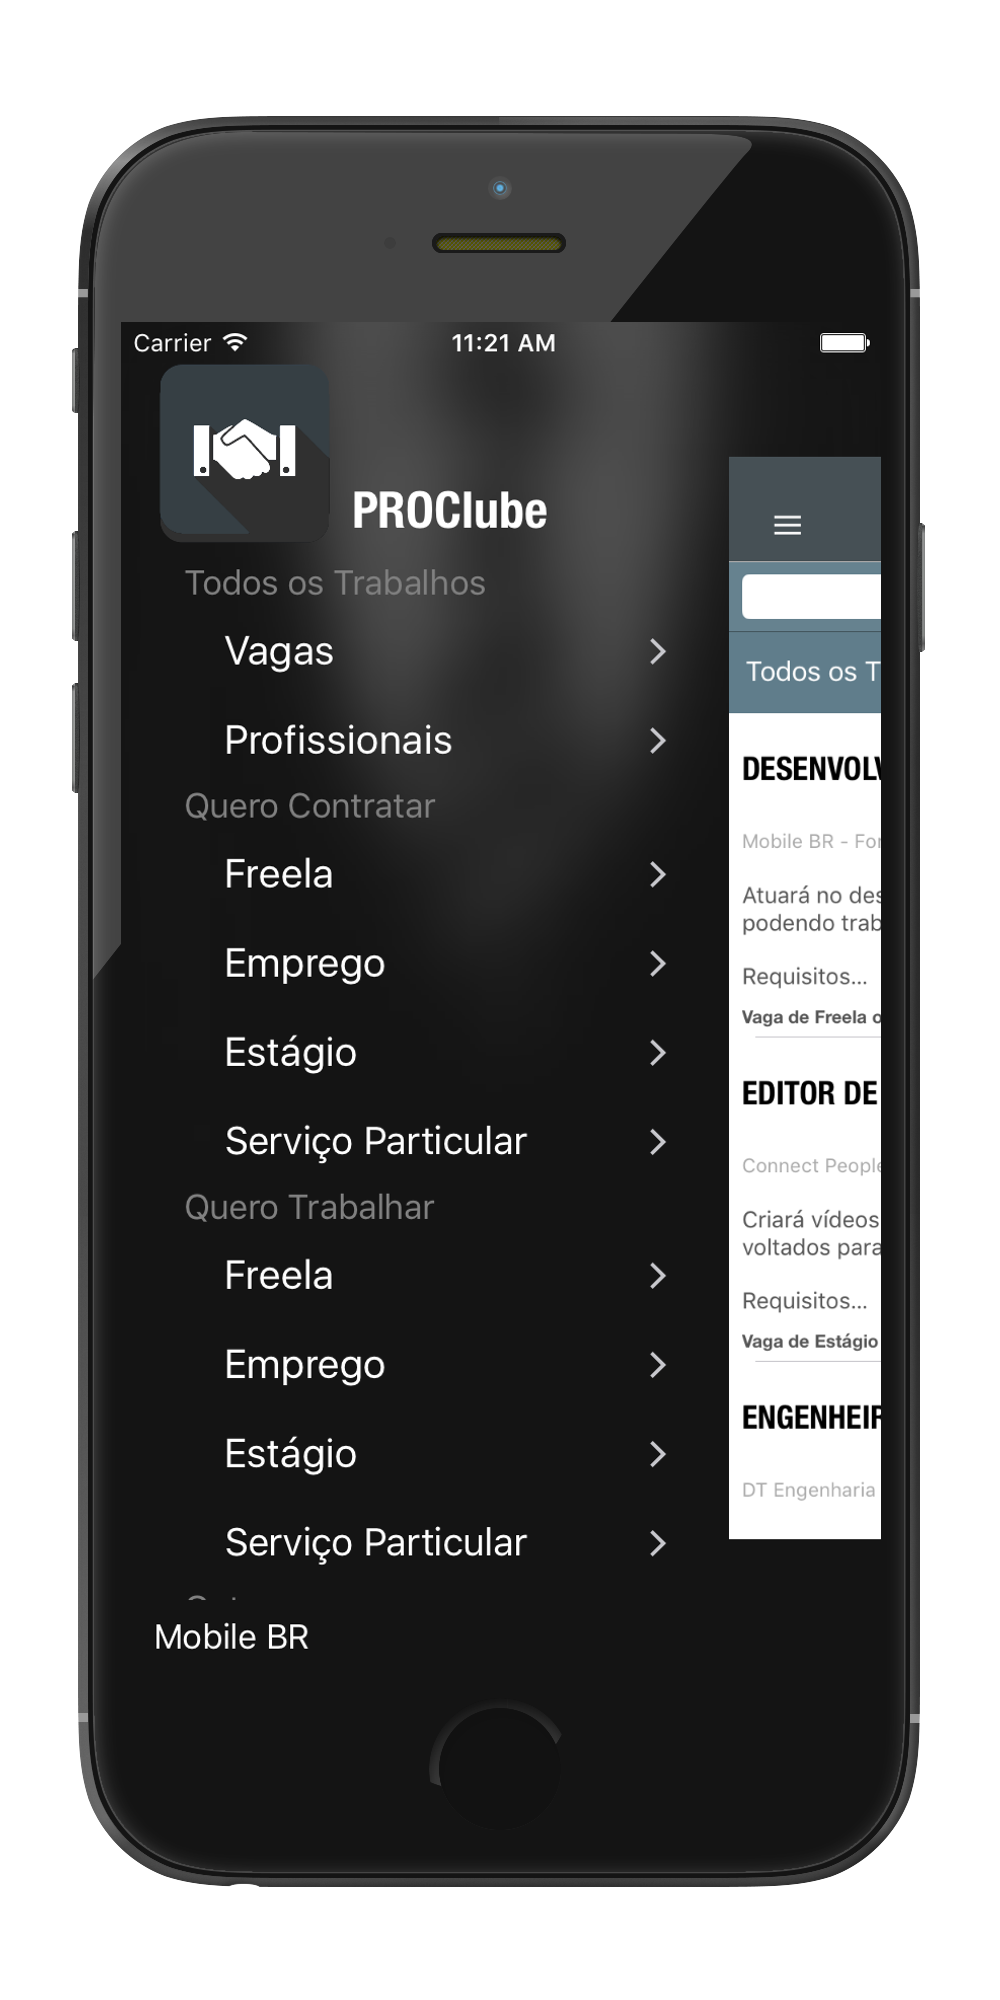 Carrier
11:21 AM
PROClube
Todos os Trabalhos
Vagas
Profissionais
Quero Contratar
Freela
Emprego
Estágio
Serviço Particular
Quero Trabalhar
Freela
Emprego
Estágio
Serviço Particular
Mobile BR
Todos os T
DESENVOLV
Mobile BR - For
Atuará no des
podendo trab
Requisitos...
Vaga de Freela o
EDITOR DE
Connect People
Criará vídeos
voltados para
Requisitos...
Vaga de Estágio
ENGENHEIR
DT Engenharia